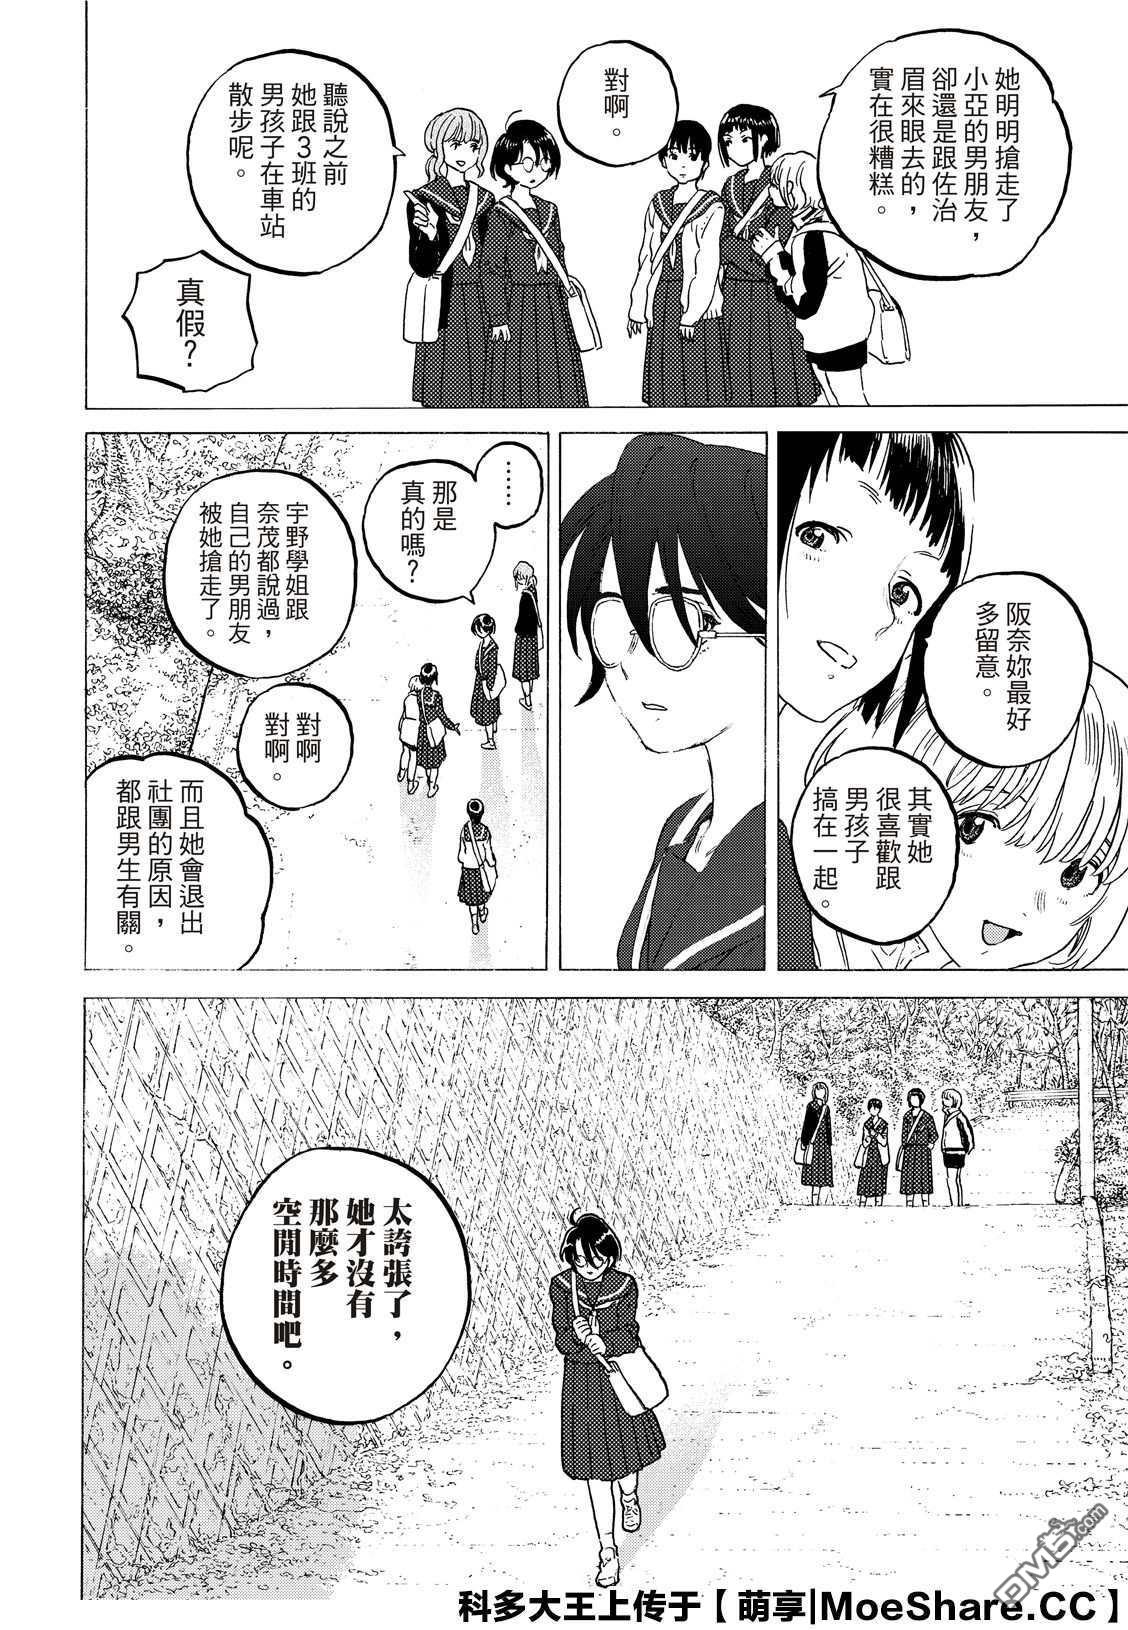 她明明搶走了
小亞的男朋友，
卻還是跟佐治
眉來眼去的，
實在很糟糕。
對啊。
聽說之前
她跟3班的
男孩子在車站
散步呢。
真假？
阪奈妳最好
多留意。
其實她
很喜歡跟
男孩子
搞在一起。
……
那是
真的嗎？
宇野學姐跟
奈茂都說過，
自己的男朋友
被她搶走了。
對啊
對啊。
而且她會退出
社團的原因，
都跟男生有關。
太誇張了，
她才沒有
那麼多
空閒時間吧。
DM5.com
科多大王上传于【萌享|MoeShare.CC】